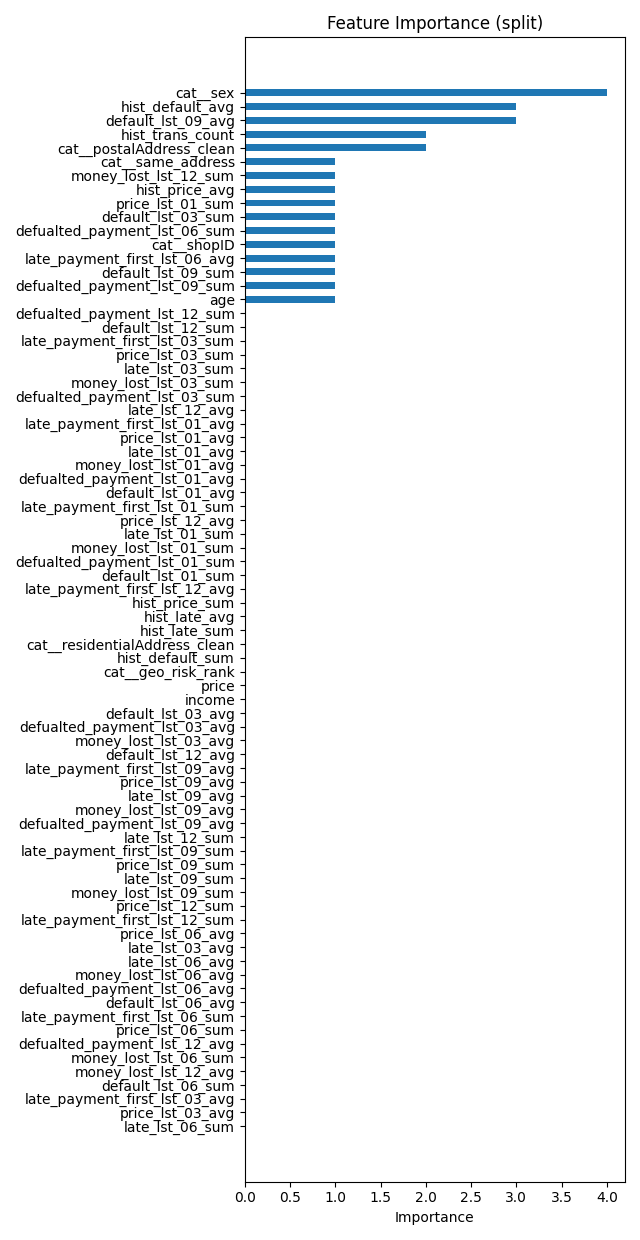 Feature Importance (split)
cat__sex
hist_default_avg
default_lst_09_avg
hist_trans_count
cat__postalAddress_clean
cat__same_address
money_lost_lst_12_sum
hist_price_avg
price_lst_01_sum
default_lst_03_sum
defualted_payment_lst_06_sum
cat__shopID
late_payment_first_lst_06_avg
default_lst_09_sum
defualted_payment_lst_09_sum
age
defualted_payment_lst_12_sum
default_lst_12_sum
late_payment_first_lst_03_sum
price_lst_03_sum
late_lst_03_sum
money_lost_lst_03_sum
defualted_payment_lst_03_sum
late_lst_12_avg
late_payment_first_lst_01_avg
price_lst_01_avg
late_lst_01_avg
money_lost_lst_01_avg
defualted_payment_lst_01_avg
default_lst_01_avg
late_payment_first_lst_01_sum
price_lst_12_avg
late_lst_01_sum
money_lost_lst_01_sum
defualted_payment_lst_01_sum
default_lst_01_sum
late_payment_first_lst_12_avg
hist_price_sum
hist_late_avg
hist_late_sum
cat__residentialAddress_clean
hist_default_sum
cat__geo_risk_rank
price
income
default_lst_03_avg
defualted_payment_lst_03_avg
money_lost_lst_03_avg
default_lst_12_avg
late_payment_first_lst_09_avg
price_lst_09_avg
late_lst_09_avg
money_lost_lst_09_avg
defualted_payment_lst_09_avg
late_lst_12_sum
late_payment_first_lst_09_sum
price_lst_09_sum
late_lst_09_sum
money_lost_lst_09_sum
price_lst_12_sum
late_payment_first_lst_12_sum
price_lst_06_avg
late_lst_03_avg
late_lst_06_avg
money_lost_lst_06_avg
defualted_payment_lst_06_avg
default_lst_06_avg
late_payment_first_lst_06_sum
price_lst_06_sum
defualted_payment_lst_12_avg
money_lost_lst_06_sum
money_lost_lst_12_avg
default_lst_06_sum
late_payment_first_lst_03_avg
price_lst_03_avg
late_lst_06_sum
0.0 0.5 1.0 1.5 2.0 2.5 3.0 3.5 4.0
Importance